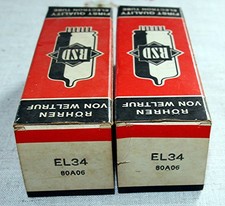 FIRST QUALITY
ELECTRON TUBE
RSD
RÖHREN
VON WELTRUF
EL34
80A06
FIRST QUALITY
ELECTRON TUBE
RSD
RÖHREN
VON WELTRUF
EL34
80A06